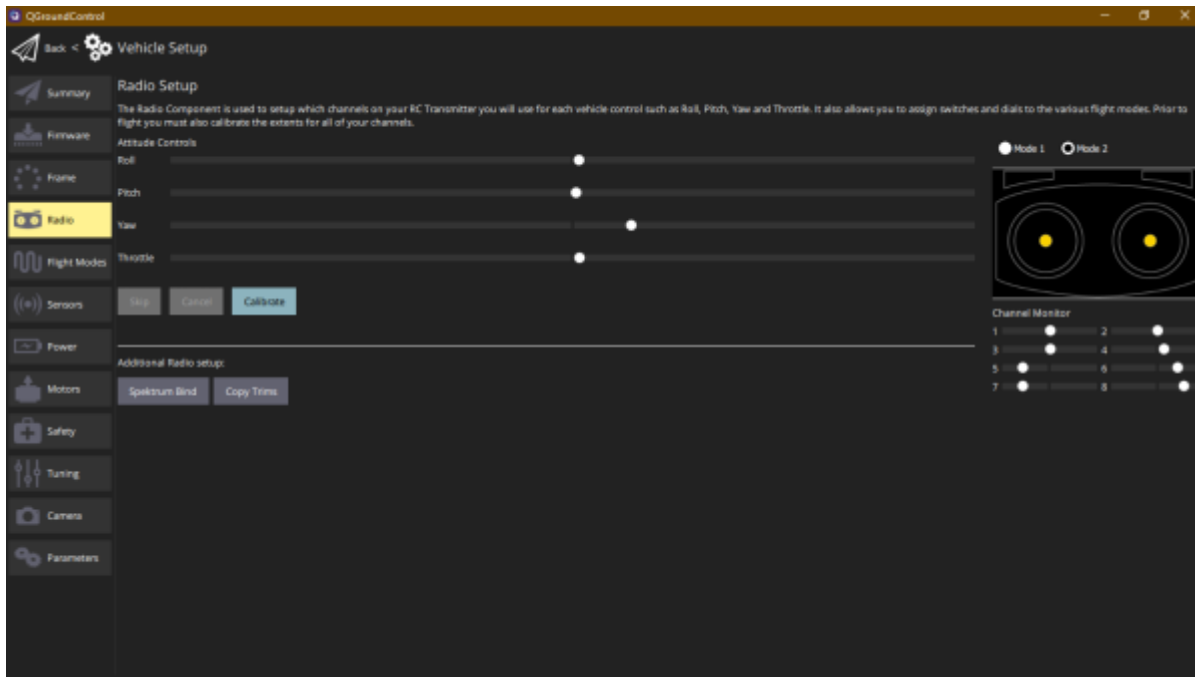 QGroundControl
Back < Vehicle Setup
Summary
Firmware
Frame
Radio
Flight Modes
Sensors
Power
Motors
Safety
Tuning
Camera
Parameters
Radio Setup
The Radio Component is used to setup which channels on your RC Transmitter you will use for each vehicle control such as Roll, Pitch, Yaw and Throttle. It also allows you to assign switches and dials to the various flight modes. Prior to
flight you must also calibrate the extents for all of your channels.
Attitude Controls
Roll
Pitch
Yaw
Throttle
Skip Cancel Calibrate
Additional Radio setup:
Spektrum Bind Copy Trims
Mode 1 Mode 2
Channel Monitor
1 2
3 4
5 6
7 8